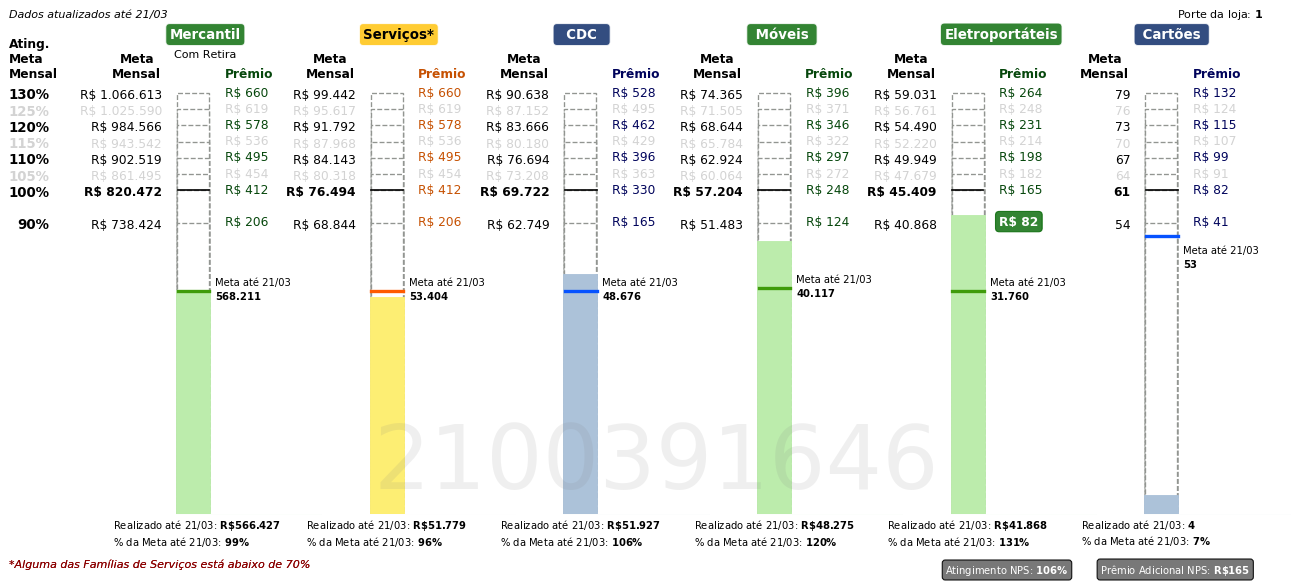 Dados atualizados até 21/03
Porte da loja: 1
Mercantil Serviços* CDC Móveis Eletroportáteis Cartões
Com Retira
Ating. Meta Mensal
Meta Mensal Prêmio Meta Mensal Prêmio Meta Mensal Prêmio Meta Mensal Prêmio Meta Mensal Prêmio Meta Mensal Prêmio
130% R$ 1.066.613 R$ 660 R$ 99.442 R$ 660 R$ 90.638 R$ 528 R$ 74.365 R$ 396 R$ 59.031 R$ 264 79 R$ 132
125% R$ 1.025.590 R$ 619 R$ 95.617 R$ 619 R$ 87.152 R$ 495 R$ 71.505 R$ 371 R$ 56.761 R$ 248 76 R$ 124
120% R$ 984.566 R$ 578 R$ 91.792 R$ 578 R$ 83.666 R$ 462 R$ 68.644 R$ 346 R$ 54.490 R$ 231 73 R$ 115
115% R$ 943.542 R$ 536 R$ 87.968 R$ 536 R$ 80.180 R$ 429 R$ 65.784 R$ 322 R$ 52.220 R$ 214 70 R$ 107
110% R$ 902.519 R$ 495 R$ 84.143 R$ 495 R$ 76.694 R$ 396 R$ 62.924 R$ 297 R$ 49.949 R$ 198 67 R$ 99
105% R$ 861.495 R$ 454 R$ 80.318 R$ 454 R$ 73.208 R$ 363 R$ 60.064 R$ 272 R$ 47.679 R$ 182 64 R$ 91
100% R$ 820.472 R$ 412 R$ 76.494 R$ 412 R$ 69.722 R$ 330 R$ 57.204 R$ 248 R$ 45.409 R$ 165 61 R$ 82
90% R$ 738.424 R$ 206 R$ 68.844 R$ 206 R$ 62.749 R$ 165 R$ 51.483 R$ 124 R$ 40.868 R$ 82 54 R$ 41
Meta até 21/03 Meta até 21/03 Meta até 21/03 Meta até 21/03 Meta até 21/03 Meta até 21/03
568.211 53.404 48.676 40.117 31.760 53
2100391646
Realizado até 21/03: R$566.427 Realizado até 21/03: R$51.779 Realizado até 21/03: R$51.927 Realizado até 21/03: R$48.275 Realizado até 21/03: R$41.868 Realizado até 21/03: 4
% da Meta até 21/03: 99% % da Meta até 21/03: 96% % da Meta até 21/03: 106% % da Meta até 21/03: 120% % da Meta até 21/03: 131% % da Meta até 21/03: 7%
*Alguma das Famílias de Serviços está abaixo de 70%
Atingimento NPS: 106% Prêmio Adicional NPS: R$165